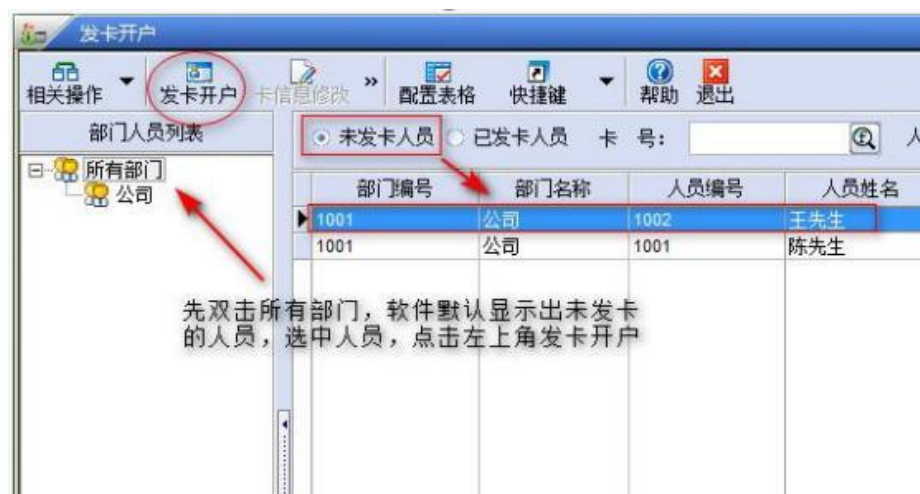 发卡开户
相关操作 发卡开户 卡信息修改 » 配置表格 快捷键 帮助 退出
部门人员列表
未发卡人员 已发卡人员 卡 号: 人
所有部门
公司
部门编号 部门名称 人员编号 人员姓名
1001 公司 1002 王先生
1001 公司 1001 陈先生
先双击所有部门，软件默认显示出未发卡
的人员，选中人员，点击左上角发卡开户